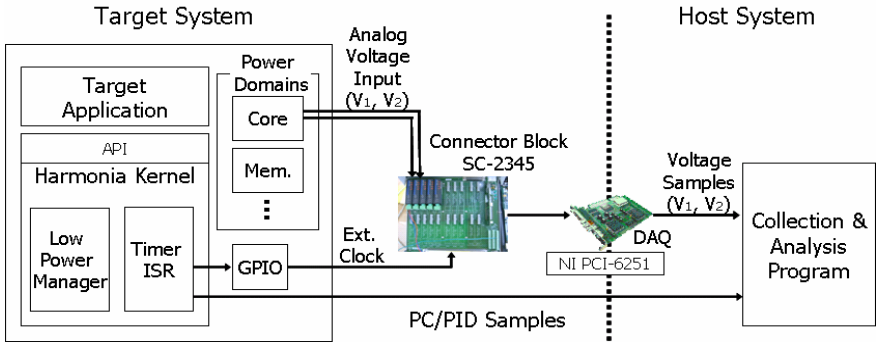 Target System
Host System
Target
Application
API
Harmonia Kernel
Low
Power
Manager
Timer
ISR
Power
Domains
Core
Mem.
GPIO
Analog
Voltage
Input
(V1, V2)
Ext.
Clock
Connector Block
SC-2345
DAQ
NI PCI-6251
Voltage
Samples
(V1, V2)
Collection &
Analysis
Program
PC/PID Samples